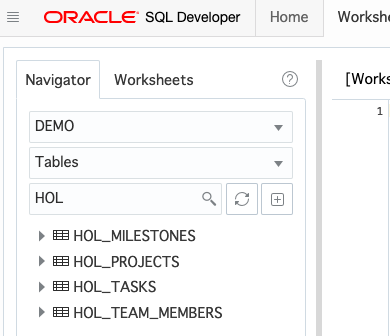 ORACLE SQL Developer Home Workshe
Navigator Worksheets ?
[Works
DEMO
1
Tables
HOL
HOL_MILESTONES
HOL_PROJECTS
HOL_TASKS
HOL_TEAM_MEMBERS